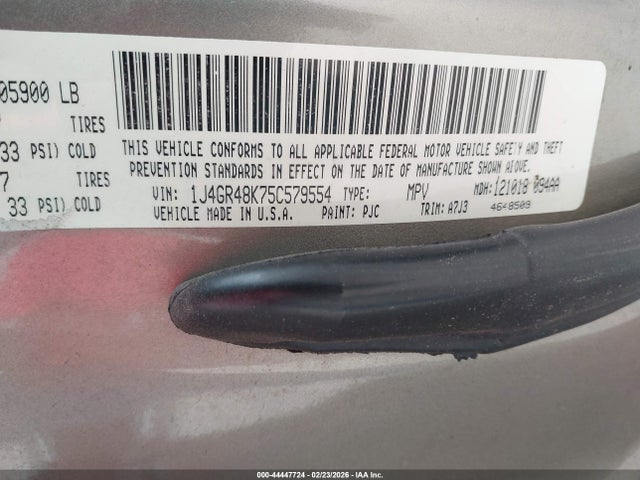 05900 LB
TIRES
33 PSI) COLD
7 TIRES
33 PSI) COLD
THIS VEHICLE CONFORMS TO ALL APPLICABLE FEDERAL MOTOR VEHICLE SAFETY AND THEFT
PREVENTION STANDARDS IN EFFECT ON THE DATE OF MANUFACTURE SHOWN ABOVE.
VIN: 1J4GR48K75C579554 TYPE: MPV MDH: 121018 094AA
VEHICLE MADE IN U.S.A. PAINT: PJC TRIM: A7J3 4648509
000-44447724 | 02/23/2026 - IAA Inc.